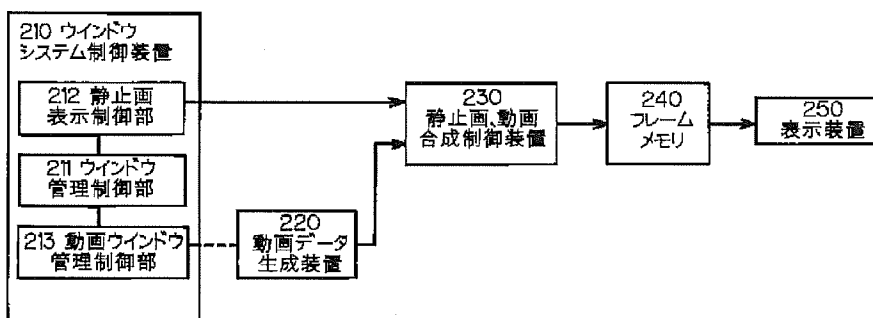 210 ウインドウ
システム制御装置
212 静止画
表示制御部
211 ウインドウ
管理制御部
213 動画ウインドウ
管理制御部
220
動画データ
生成装置
230
静止画、動画
合成制御装置
240
フレーム
メモリ
250
表示装置